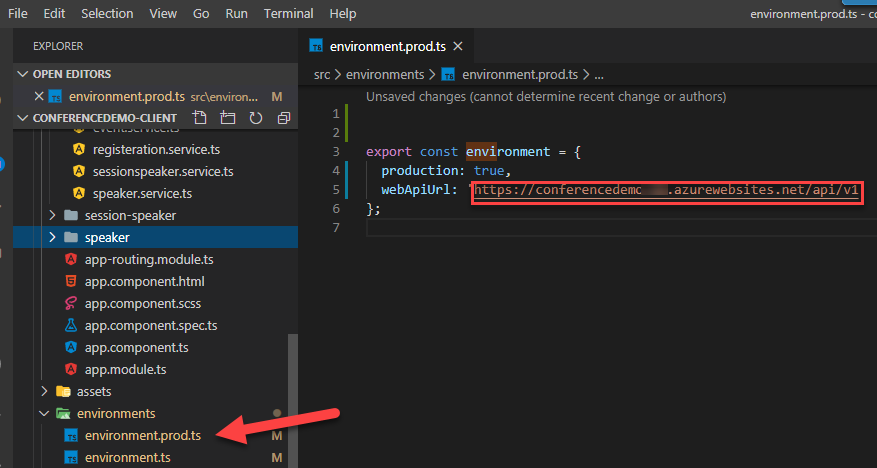 File Edit Selection View Go Run Terminal Help
environment.prod.ts - co
EXPLORER
OPEN EDITORS
environment.prod.ts src\environ... M
CONFERENCEDEMO-CLIENT
event.service.ts
registeration.service.ts
sessionspeaker.service.ts
speaker.service.ts
session-speaker
speaker
app-routing.module.ts
app.component.html
app.component.scss
app.component.spec.ts
app.component.ts
app.module.ts
assets
environments
environment.prod.ts M
environment.ts M
environment.prod.ts
src > environments > environment.prod.ts > ...
Unsaved changes (cannot determine recent change or authors)
1
2
3 export const environment = {
4 production: true,
5 webApiUrl: 'https://conferencedemo .azurewebsites.net/api/v1
6 };
7